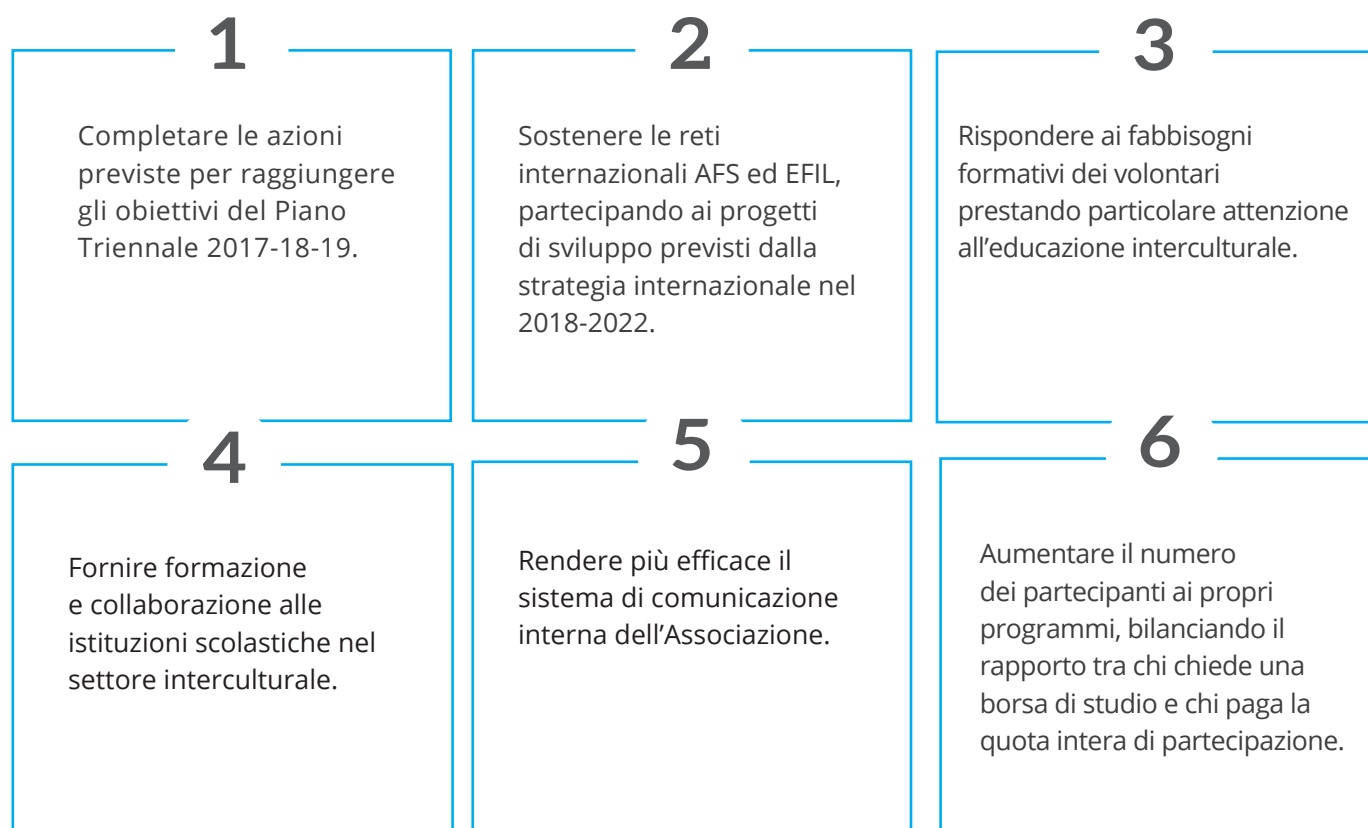 1
Completare le azioni
previste per raggiungere
gli obiettivi del Piano
Triennale 2017-18-19.
2
Sostenere le reti
internazionali AFS ed EFIL,
partecipando ai progetti
di sviluppo previsti dalla
strategia internazionale nel
2018-2022.
3
Rispondere ai fabbisogni
formativi dei volontari
prestando particolare attenzione
all’educazione interculturale.
4
Fornire formazione
e collaborazione alle
istituzioni scolastiche nel
settore interculturale.
5
Rendere più efficace il
sistema di comunicazione
interna dell’Associazione.
6
Aumentare il numero
dei partecipanti ai propri
programmi, bilanciando il
rapporto tra chi chiede una
borsa di studio e chi paga la
quota intera di partecipazione.